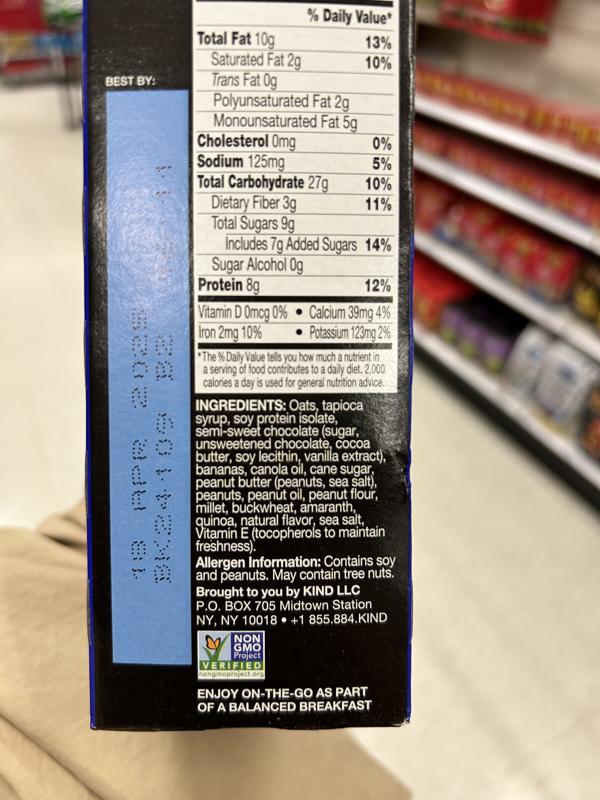 % Daily Value*
Total Fat 10g 13%
Saturated Fat 2g 10%
Trans Fat 0g
Polyunsaturated Fat 2g
Monounsaturated Fat 5g
Cholesterol 0mg 0%
Sodium 125mg 5%
Total Carbohydrate 27g 10%
Dietary Fiber 3g 11%
Total Sugars 9g
Includes 7g Added Sugars 14%
Sugar Alcohol 0g
Protein 8g 12%
Vitamin D 0mcg 0% • Calcium 39mg 4%
Iron 2mg 10% • Potassium 123mg 2%
*The % Daily Value tells you how much a nutrient in
a serving of food contributes to a daily diet. 2,000
calories a day is used for general nutrition advice.
INGREDIENTS: Oats, tapioca
syrup, soy protein isolate,
semi-sweet chocolate (sugar,
unsweetened chocolate, cocoa
butter, soy lecithin, vanilla extract),
bananas, canola oil, cane sugar,
peanut butter (peanuts, sea salt),
peanuts, peanut oil, peanut flour,
millet, buckwheat, amaranth,
quinoa, natural flavor, sea salt,
Vitamin E (tocopherols to maintain
freshness).
Allergen Information: Contains soy
and peanuts. May contain tree nuts.
Brought to you by KIND LLC
P.O. BOX 705 Midtown Station
NY, NY 10018 • +1 855.884.KIND
NON
GMO
Project
VERIFIED
nongmoproject.org
ENJOY ON-THE-GO AS PART
OF A BALANCED BREAKFAST
BEST BY:
18 APR 2025